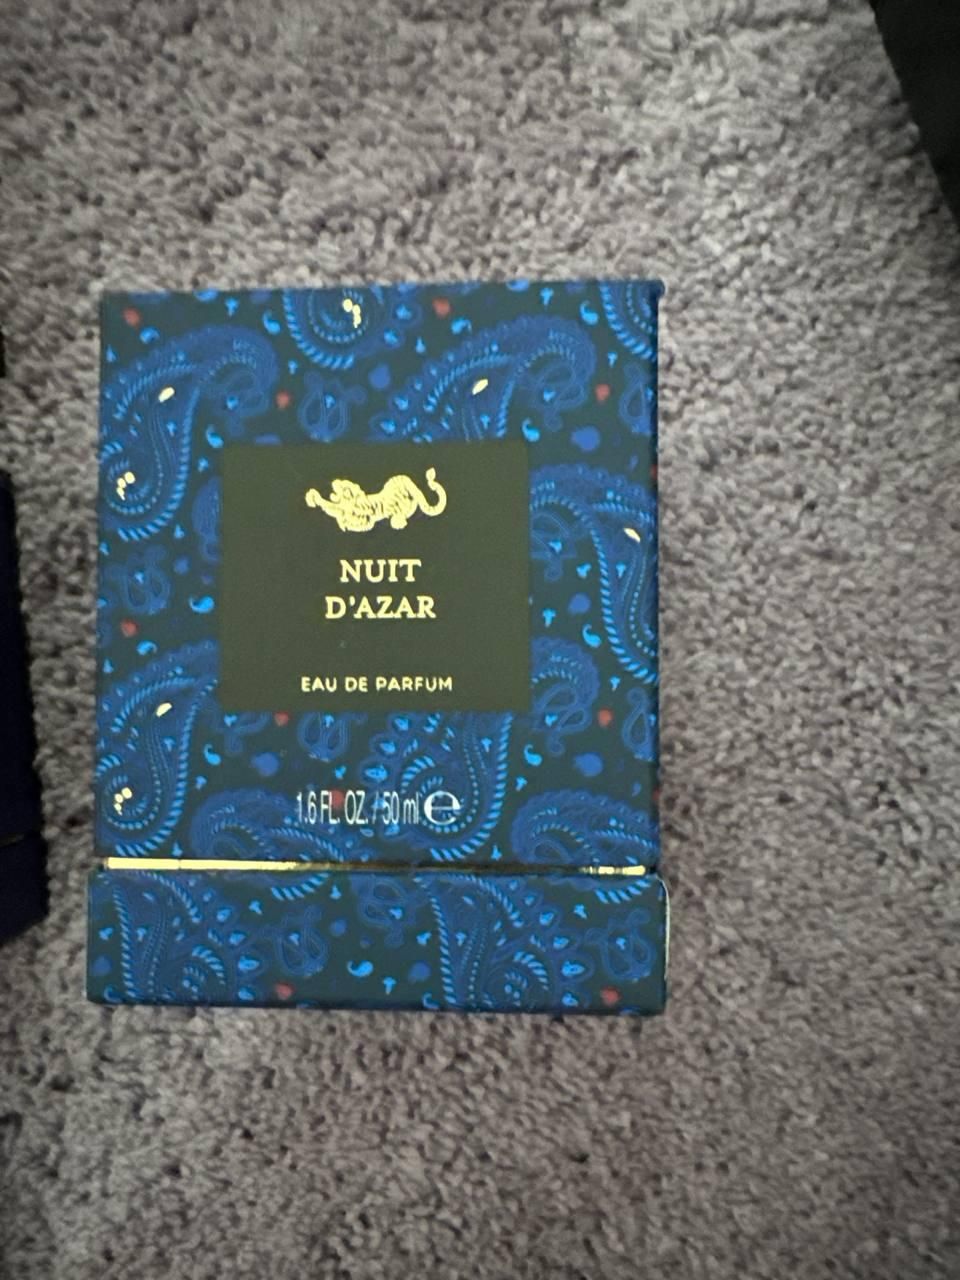 NUIT
D'AZAR
EAU DE PARFUM
1.6 FL. OZ. / 50 ml ℮